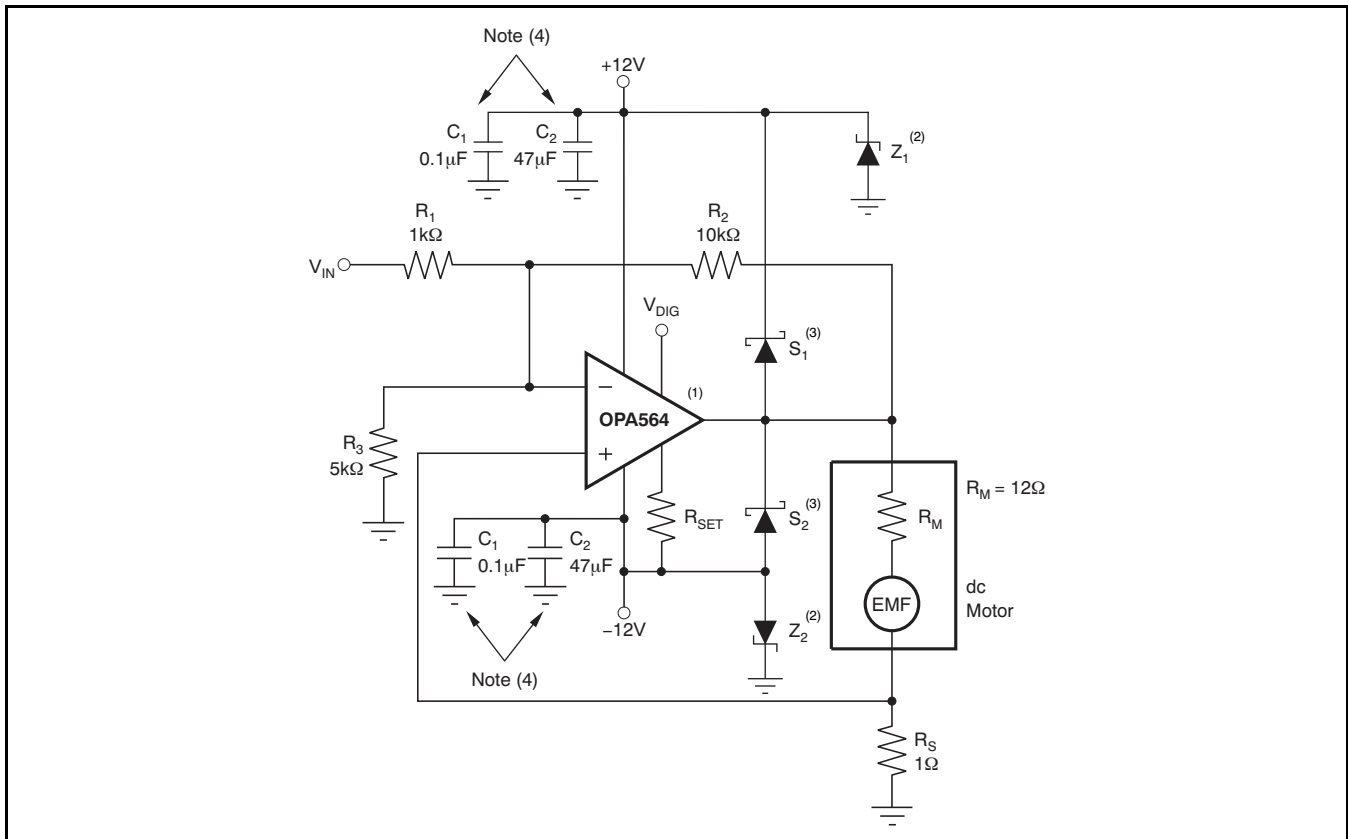 Note (4)
+12V
C1
0.1μF
C2
47μF
Z1(2)
R1
1kΩ
R2
10kΩ
VIN
VDIG
S1(3)
−
(1)
OPA564
+
R3
5kΩ
RM = 12Ω
RM
S2(3)
RSET
C1
0.1μF
C2
47μF
EMF
dc
Motor
−12V
Z2(2)
Note (4)
RS
1Ω